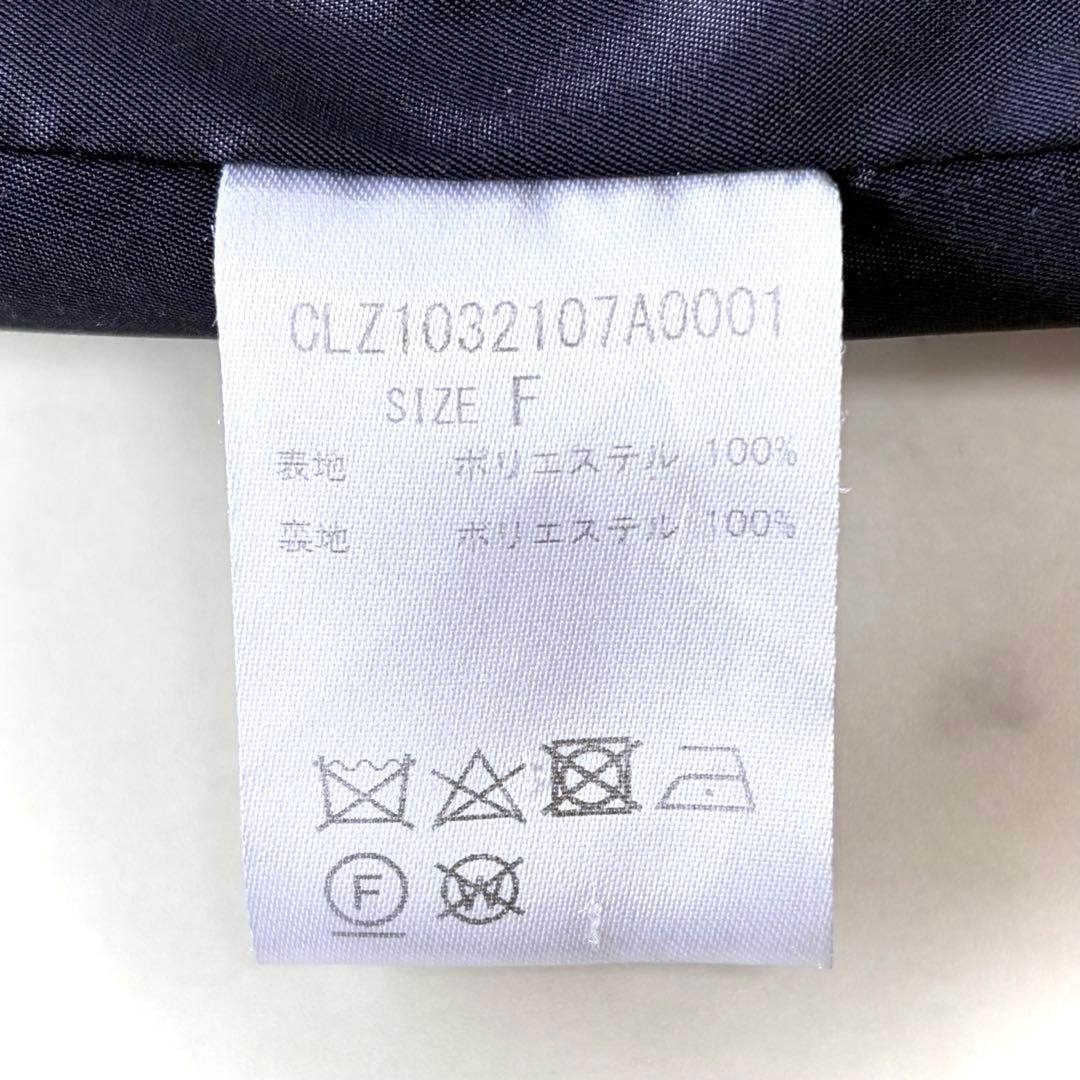 CLZ1032107A0001
SIZE F
表地 ポリエステル 100%
裏地 ポリエステル 100%
F W